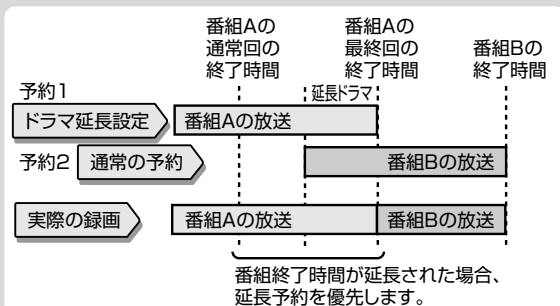 番組Aの
通常回の
終了時間
番組Aの
最終回の
終了時間
番組Bの
終了時間
予約1
延長ドラマ
ドラマ延長設定
番組Aの放送
予約2
通常の予約
番組Bの放送
実際の録画
番組Aの放送
番組Bの放送
番組終了時間が延長された場合、
延長予約を優先します。